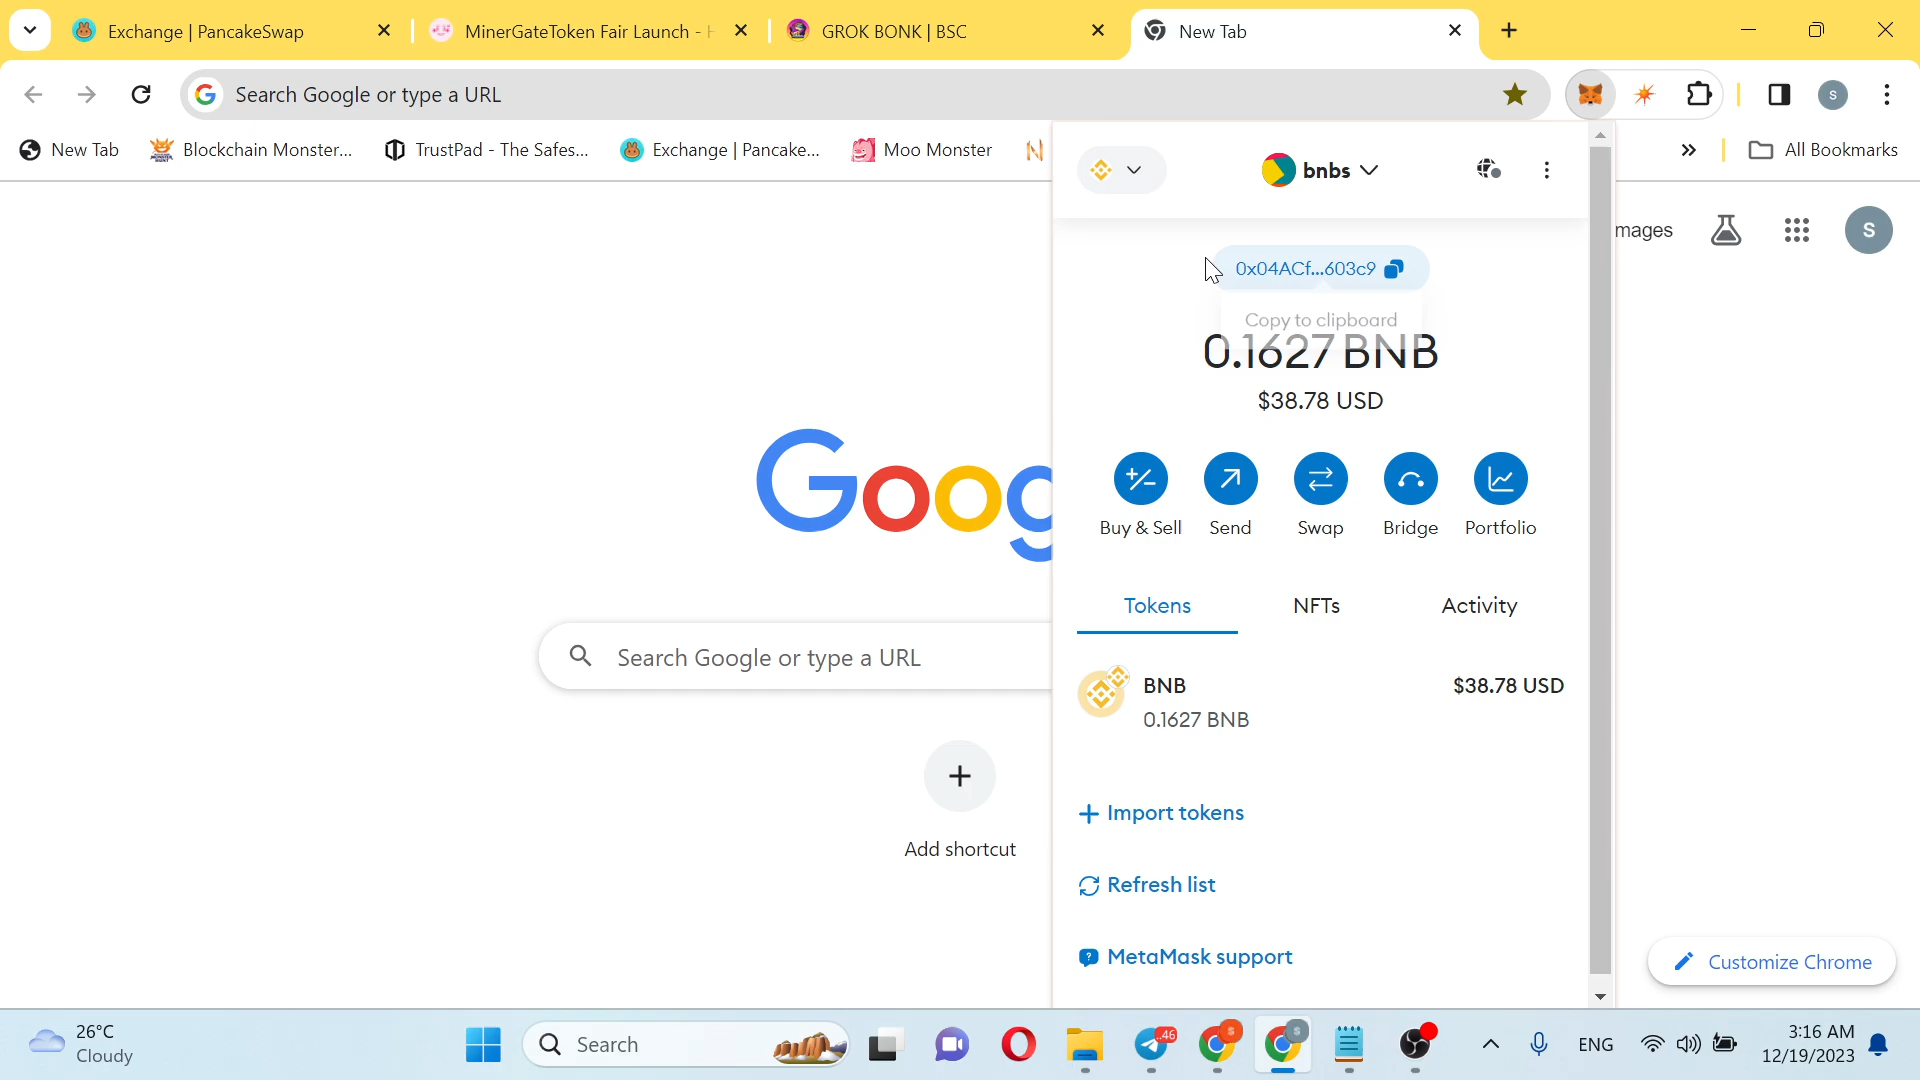 Exchange | PancakeSwap
MinerGateToken Fair Launch -
GROK BONK | BSC
New Tab
Search Google or type a URL
S
New Tab
Blockchain Monster...
TrustPad - The Safes...
Exchange | Pancake...
Moo Monster
All Bookmarks
bnbs
mages
S
0x04ACf...603c9
Copy to clipboard
0.1627 BNB
$38.78 USD
Goog
Buy & Sell
Send
Swap
Bridge
Portfolio
Tokens
NFTs
Activity
Search Google or type a URL
BNB
$38.78 USD
0.1627 BNB
Import tokens
Add shortcut
Refresh list
MetaMask support
Customize Chrome
26°C
Cloudy
Search
46
S
S
ENG
3:16 AM
12/19/2023